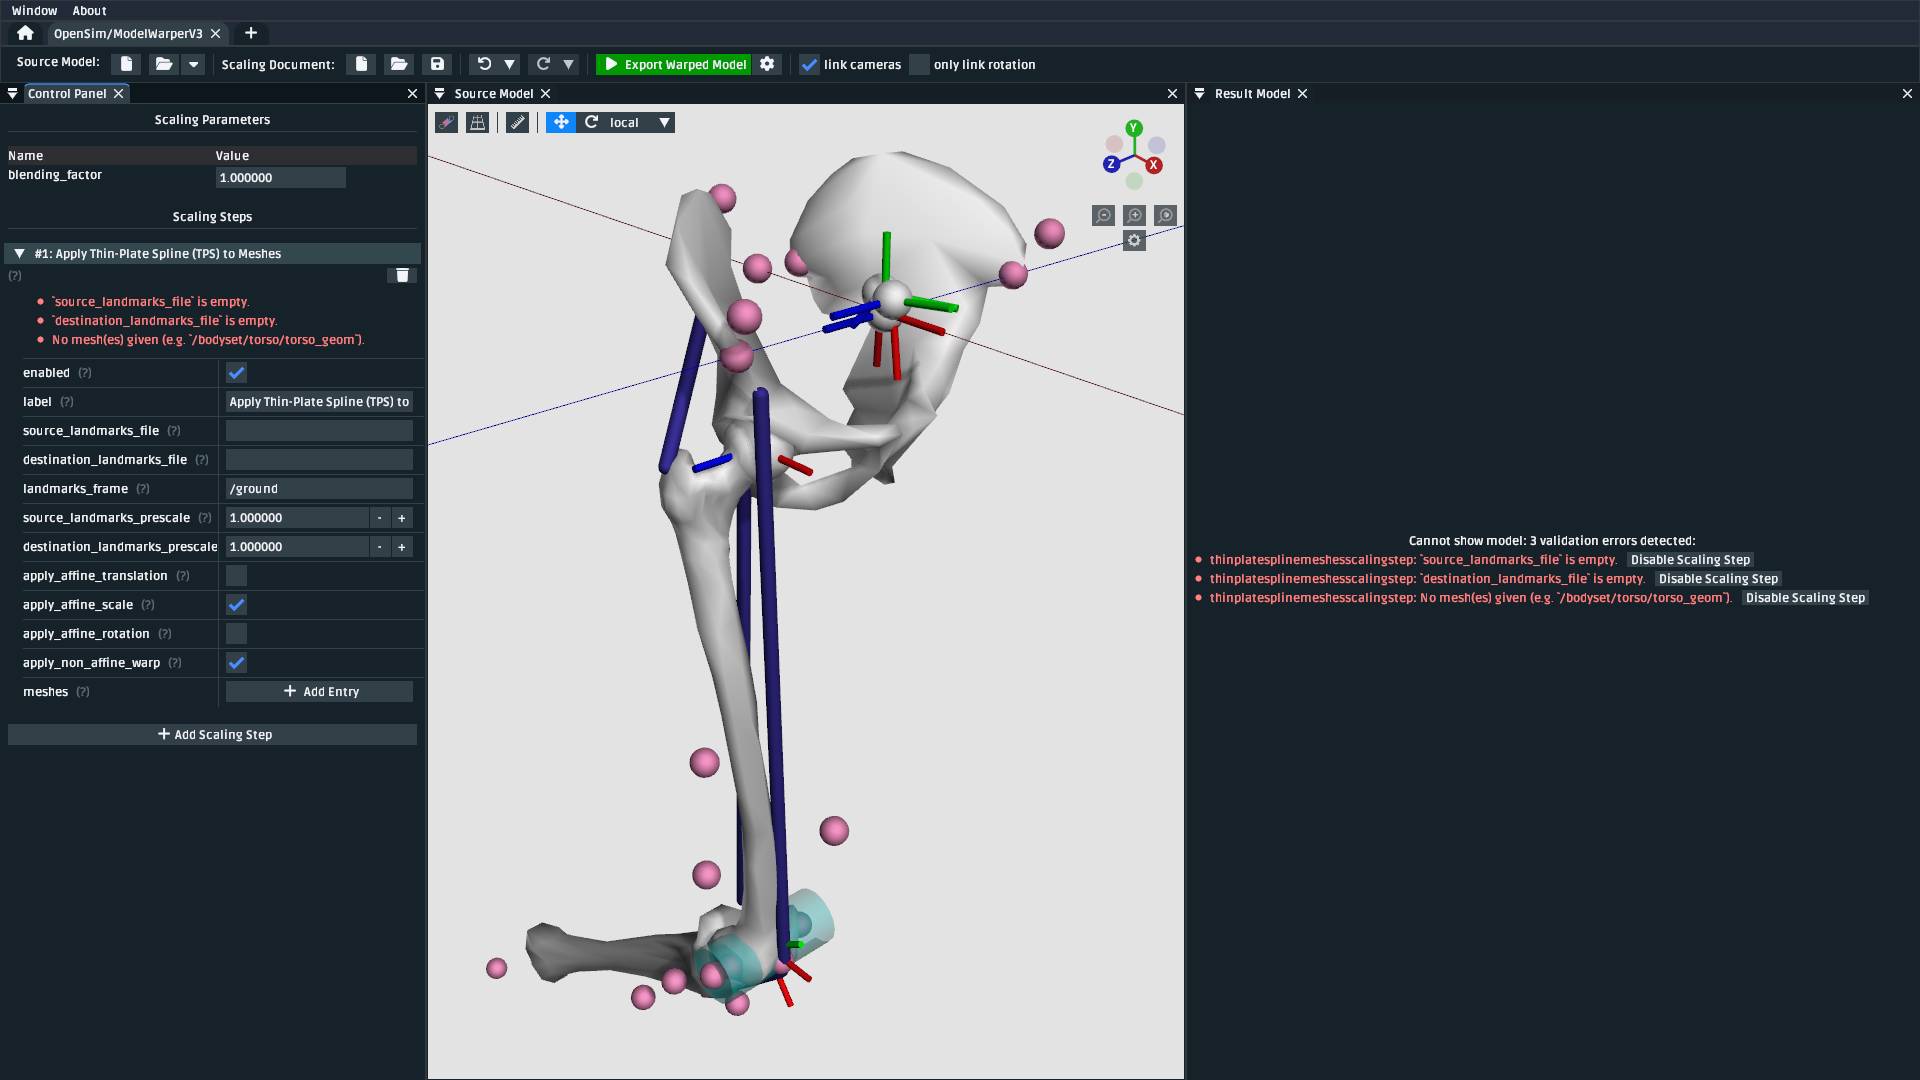 Window About
OpenSim/ModelWarperV3
Source Model: Scaling Document: Export Warped Model link cameras only link rotation
Control Panel
Scaling Parameters
Name Value
blending_factor 1.000000
Scaling Steps
#1: Apply Thin-Plate Spline (TPS) to Meshes
(?)
`source_landmarks_file` is empty.
`destination_landmarks_file` is empty.
No mesh(es) given (e.g. `/bodyset/torso/torso_geom`).
enabled (?)
label (?) Apply Thin-Plate Spline (TPS) to
source_landmarks_file (?)
destination_landmarks_file (?)
landmarks_frame (?) /ground
source_landmarks_prescale (?) 1.000000 - +
destination_landmarks_prescale 1.000000 - +
apply_affine_translation (?)
apply_affine_scale (?)
apply_affine_rotation (?)
apply_non_affine_warp (?)
meshes (?) Add Entry
Add Scaling Step
Source Model
local
Y
Z X
Result Model
Cannot show model: 3 validation errors detected:
thinplatesplinemeshesscalingstep: `source_landmarks_file` is empty. Disable Scaling Step
thinplatesplinemeshesscalingstep: `destination_landmarks_file` is empty. Disable Scaling Step
thinplatesplinemeshesscalingstep: No mesh(es) given (e.g. `/bodyset/torso/torso_geom`). Disable Scaling Step